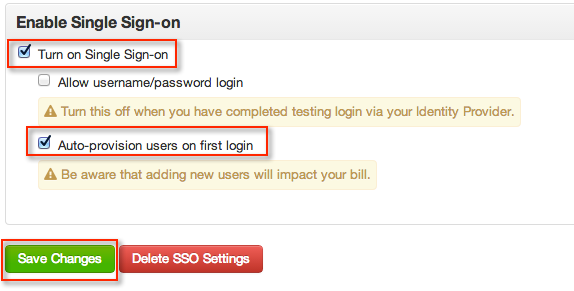 Enable Single Sign-on
Turn on Single Sign-on
Allow username/password login
Turn this off when you have completed testing login via your Identity Provider.
Auto-provision users on first login
Be aware that adding new users will impact your bill.
Save Changes Delete SSO Settings